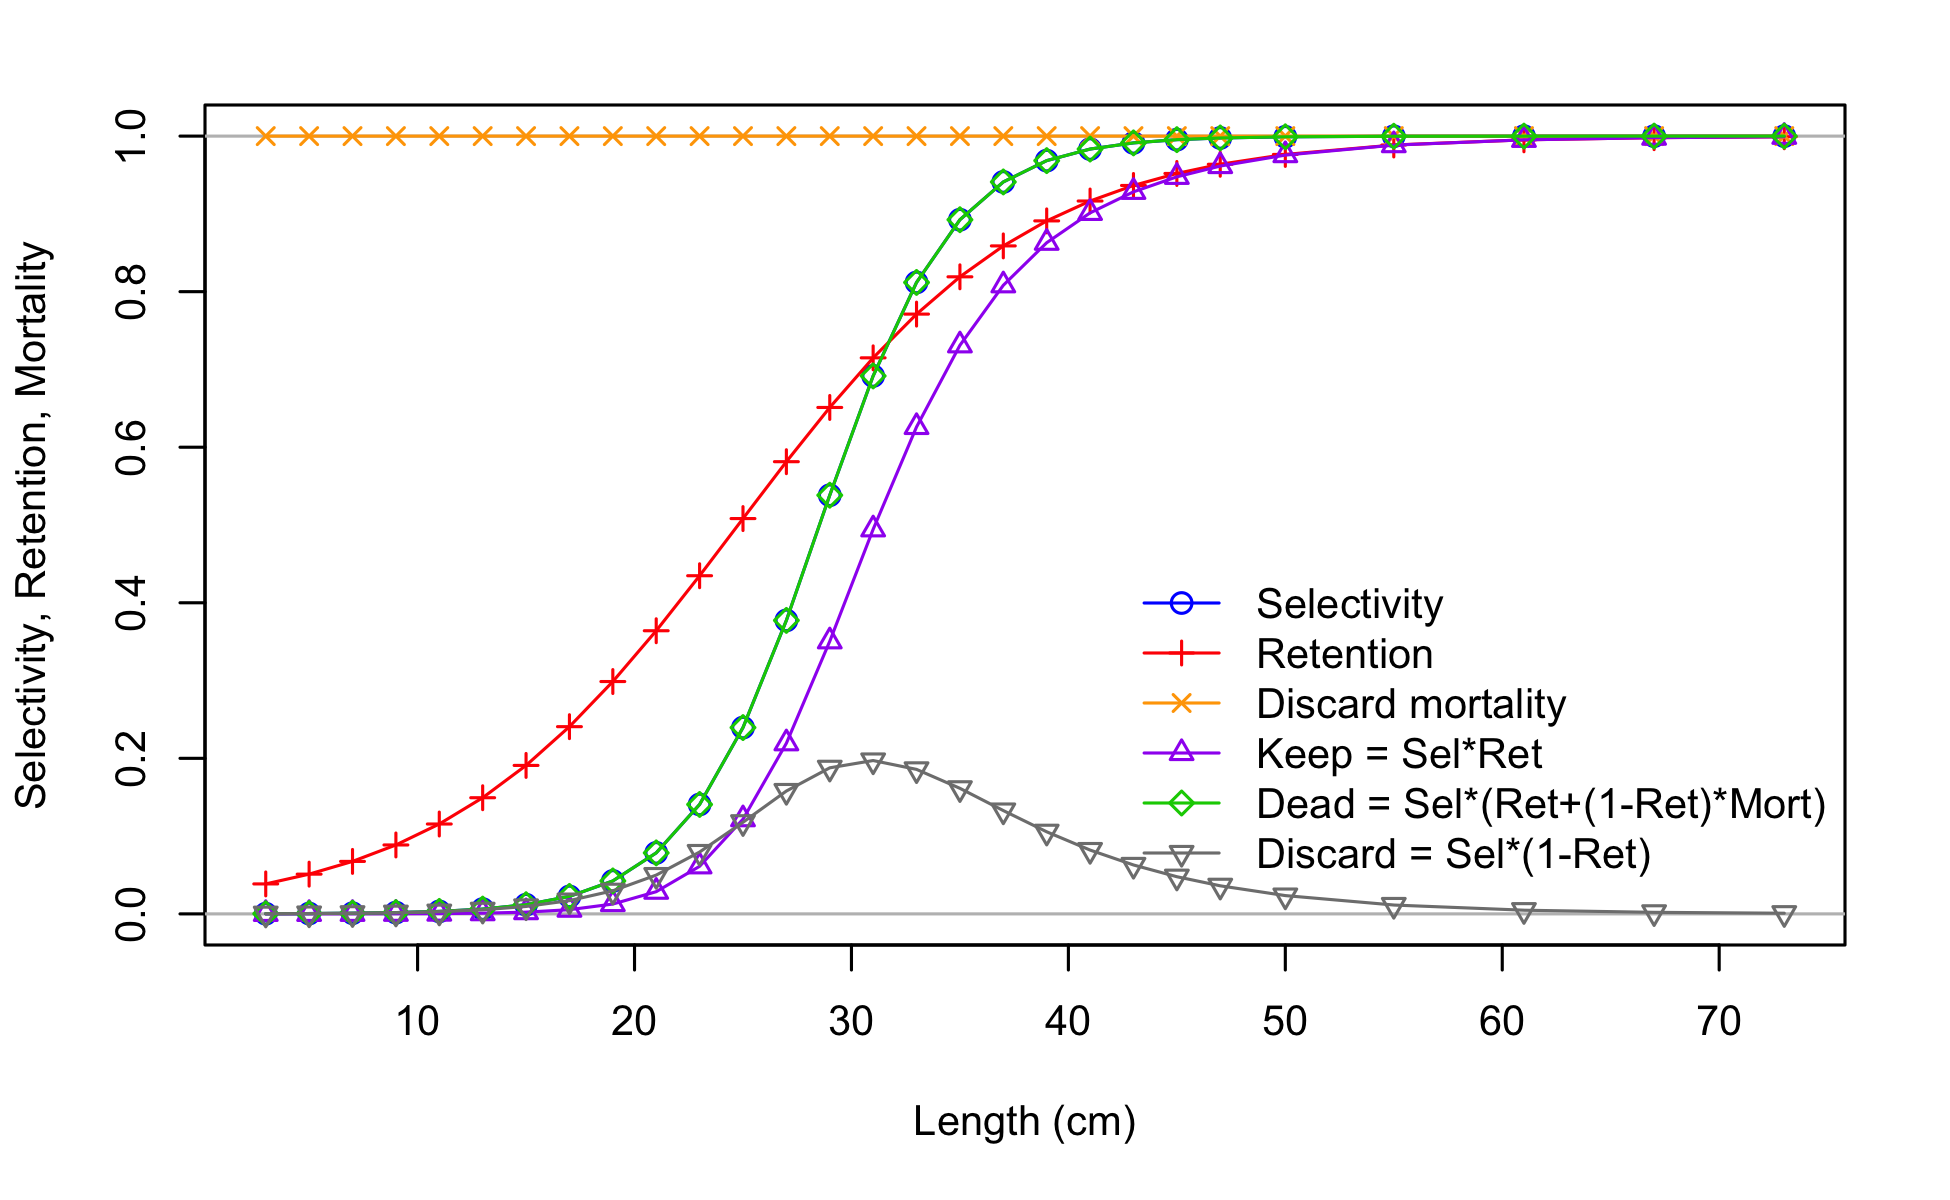 Selectivity, Retention, Mortality
1.0
0.8
0.6
0.4
0.2
0.0
Selectivity
Retention
Discard mortality
Keep = Sel*Ret
Dead = Sel*(Ret+(1-Ret)*Mort)
Discard = Sel*(1-Ret)
10 20 30 40 50 60 70
Length (cm)